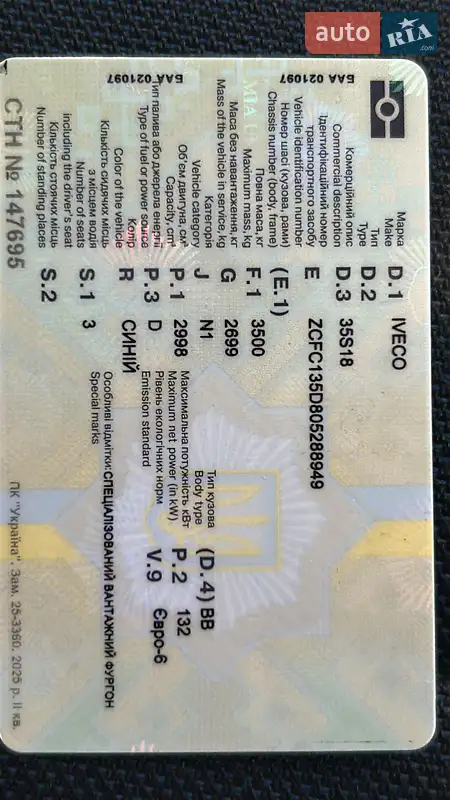 auto RIA .com
БАА 021097
БАА 021097
Марка D.1 IVECO
Make
Тип D.2
Type
Комерційний опис D.3 35S18
Commercial description
Ідентифікаційний номер E ZCFC135D805288949
транспортного засобу
Vehicle identification number
Номер шасі (кузова, рами) (E.1)
Chassis number (body, frame)
Повна маса, кг F.1 3500
Maximum mass, kg
Маса без навантаження, кг G 2699
Mass of the vehicle in service, kg
Категорія J N1 Тип кузова (D.4) ВВ
Vehicle category Body type
Об'єм двигуна, см³ P.1 2998 Максимальна потужність кВт P.2 132
Capacity, cm³ Maximum net power (in kW).
Тип палива або джерела енергії P.3 D Рівень екологічних норм V.9 Євро-6
Type of fuel or power source Emission standard
Колір R СИНІЙ
Color of the vehicle
Кількість сидячих місць S.1 3 Особливі відмітки: СПЕЦІАЛІЗОВАНИЙ ВАНТАЖНИЙ ФУРГОН
з місцем водія Special marks
Number of seats
including the driver's seat
Кількість стоячих місць S.2
Number of standing places
СТН № 147695
ПК "Україна". Зам. 25-3360. 2025 р. II кв.